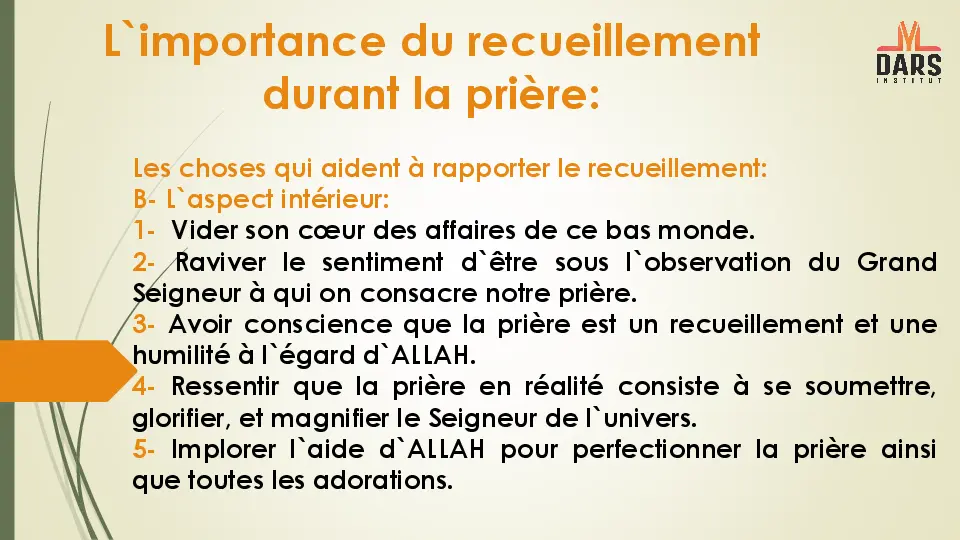 L`importance du recueillement
durant la prière:
DARS
INSTITUT
Les choses qui aident à rapporter le recueillement:
B- L`aspect intérieur:
1- Vider son cœur des affaires de ce bas monde.
2- Raviver le sentiment d`être sous l`observation du Grand
Seigneur à qui on consacre notre prière.
3- Avoir conscience que la prière est un recueillement et une
humilité à l`égard d`ALLAH.
4- Ressentir que la prière en réalité consiste à se soumettre,
glorifier, et magnifier le Seigneur de l`univers.
5- Implorer l`aide d`ALLAH pour perfectionner la prière ainsi
que toutes les adorations.